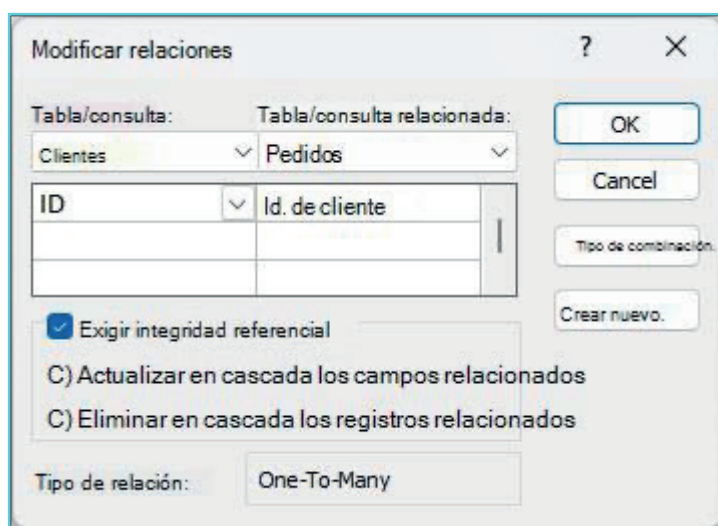 Modificar relaciones
?
Tabla/consulta:
Tabla/consulta relacionada:
OK
Clientes
Pedidos
Cancel
ID
Id. de cliente
Tipo de combinación.
Crear nuevo.
Exigir integridad referencial
C) Actualizar en cascada los campos relacionados
C) Eliminar en cascada los registros relacionados
Tipo de relación:
One-To-Many